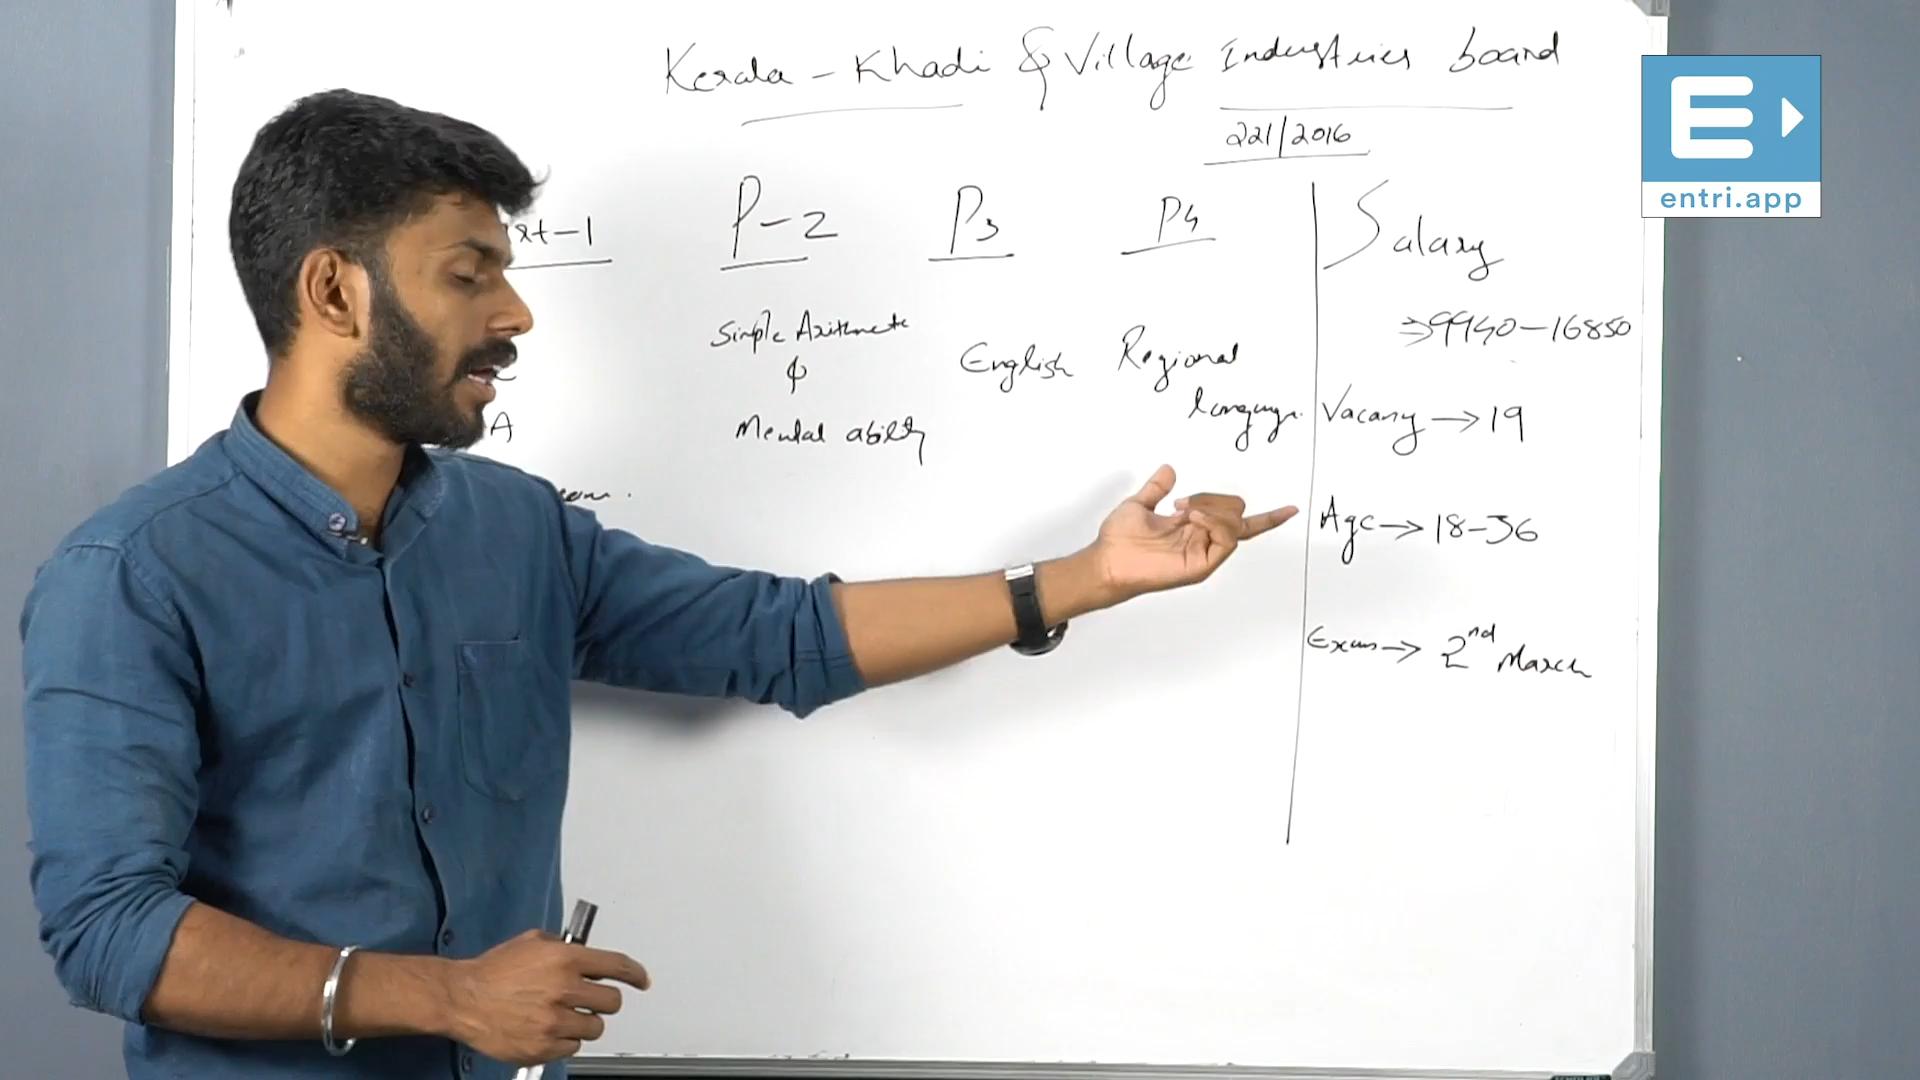 Kerala - Khadi & Village Industries board
221/2016
P-2
P3
P4
Simple Arithmetic
&
Mental ability
English
Regional
language.
Salary
⇒ 9940-16850
Vacancy → 19
Age → 18-36
Exam → 2nd March
A
entri.app